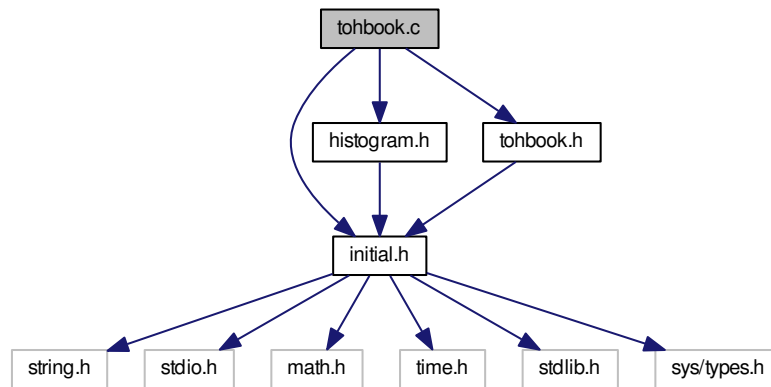 tohbook.c
histogram.h
tohbook.h
initial.h
string.h
stdio.h
math.h
time.h
stdlib.h
sys/types.h